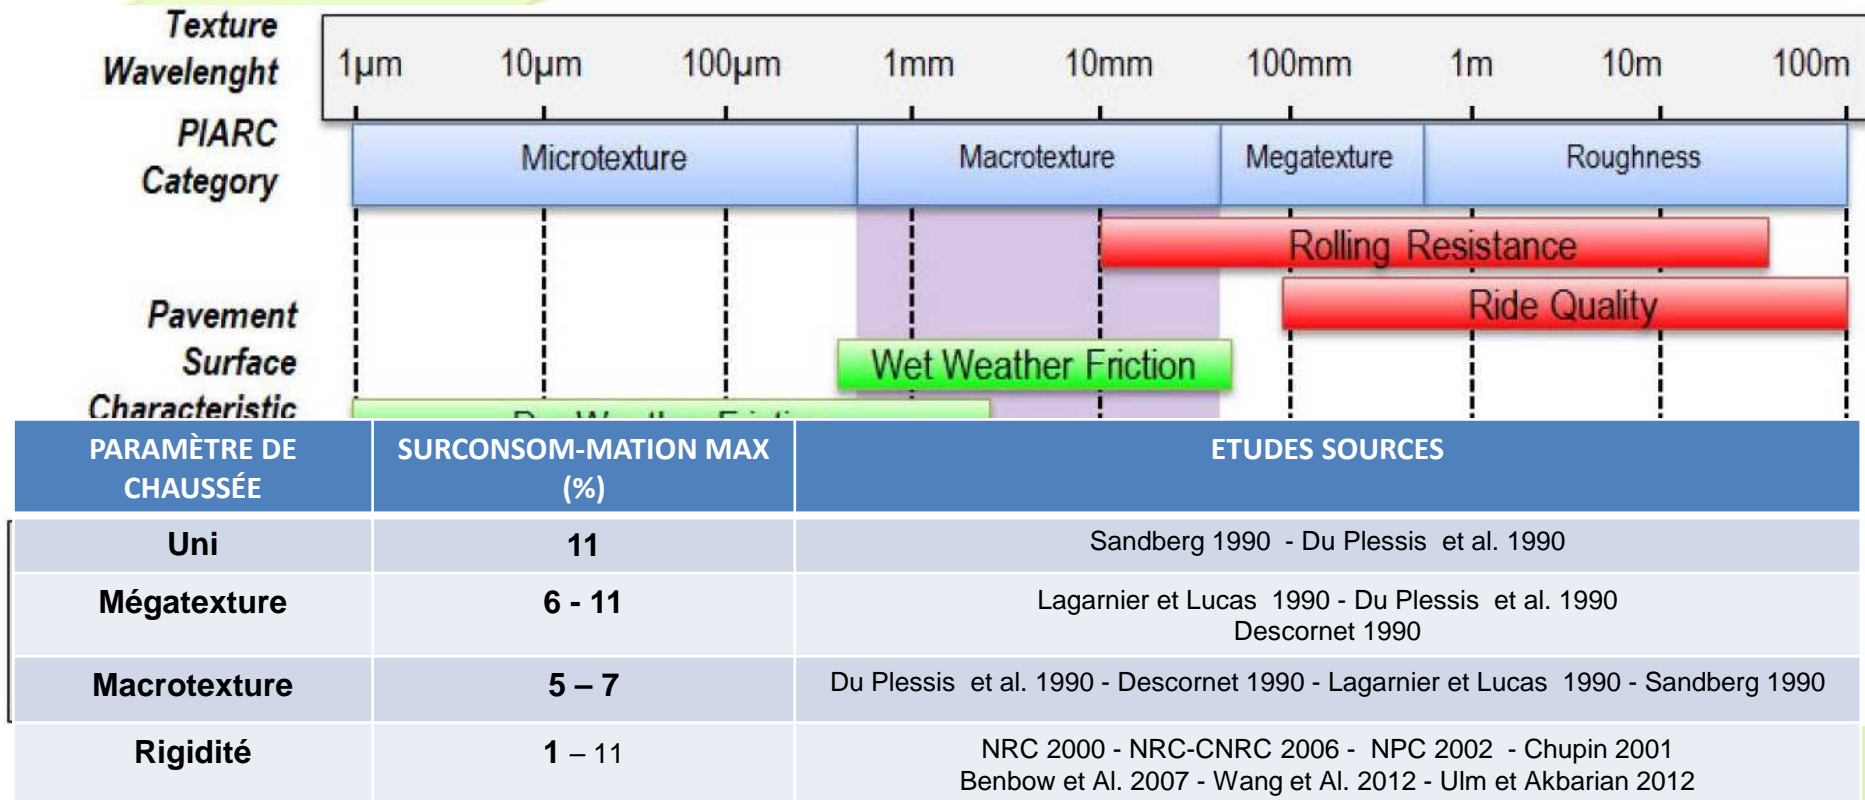 Texture
Wavelenght
1µm 10µm 100µm 1mm 10mm 100mm 1m 10m 100m
PIARC
Category
Microtexture Macrotexture Megatexture Roughness
Rolling Resistance
Ride Quality
Pavement
Surface
Characteristic
Wet Weather Friction
PARAMÈTRE DE
CHAUSSÉE
SURCONSOM-MATION MAX
(%)
ETUDES SOURCES
Uni 11 Sandberg 1990 - Du Plessis et al. 1990
Mégatexture 6 - 11 Lagarnier et Lucas 1990 - Du Plessis et al. 1990
Descornet 1990
Macrotexture 5 – 7 Du Plessis et al. 1990 - Descornet 1990 - Lagarnier et Lucas 1990 - Sandberg 1990
Rigidité 1 – 11 NRC 2000 - NRC-CNRC 2006 - NPC 2002 - Chupin 2001
Benbow et Al. 2007 - Wang et Al. 2012 - Ulm et Akbarian 2012